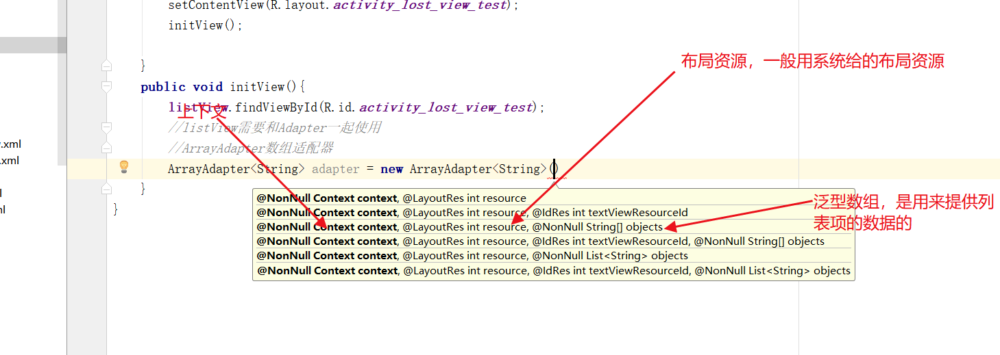 setContentView(R.layout.activity_lost_view_test);
initView();
}
布局资源，一般用系统给的布局资源
public void initView(){
listView.findViewById(R.id.activity_lost_view_test);
上下文
//listView需要和Adapter一起使用
.xml
//ArrayAdapter数组适配器
.xml
ArrayAdapter<String> adapter = new ArrayAdapter<String>()
}
@NonNull Context context, @LayoutRes int resource
泛型数组，是用来提供列
表项的数据的
}
@NonNull Context context, @LayoutRes int resource, @IdRes int textViewResourceId
@NonNull Context context, @LayoutRes int resource, @NonNull String[] objects
@NonNull Context context, @LayoutRes int resource, @IdRes int textViewResourceId, @NonNull String[] objects
@NonNull Context context, @LayoutRes int resource, @NonNull List<String> objects
@NonNull Context context, @LayoutRes int resource, @IdRes int textViewResourceId, @NonNull List<String> objects